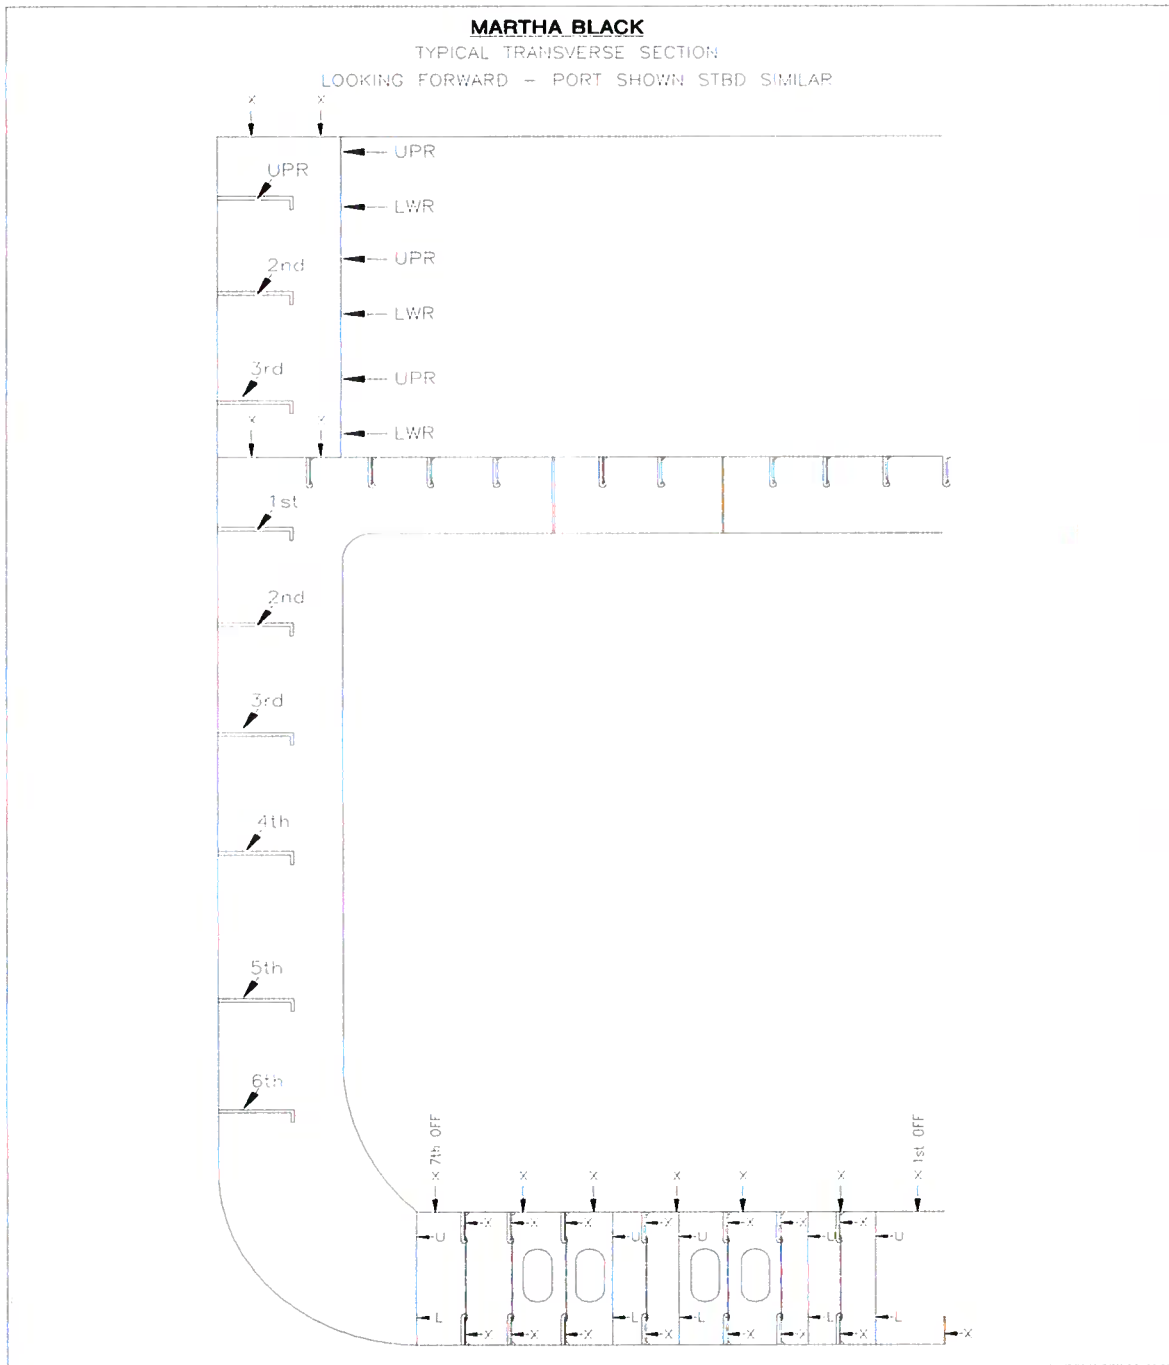 MARTHA BLACK
TYPICAL TRANSVERSE SECTION
LOOKING FORWARD - PORT SHOWN STBD SIMILAR
X X
UPR
UPR
LWR
UPR
2nd
LWR
3rd
UPR
X X
LWR
1st
2nd
3rd
4th
5th
6th
X 7th OFF X X X X X X 1st OFF
X X X X X X X
U U U L U
L L L L L
X X X X X X X X